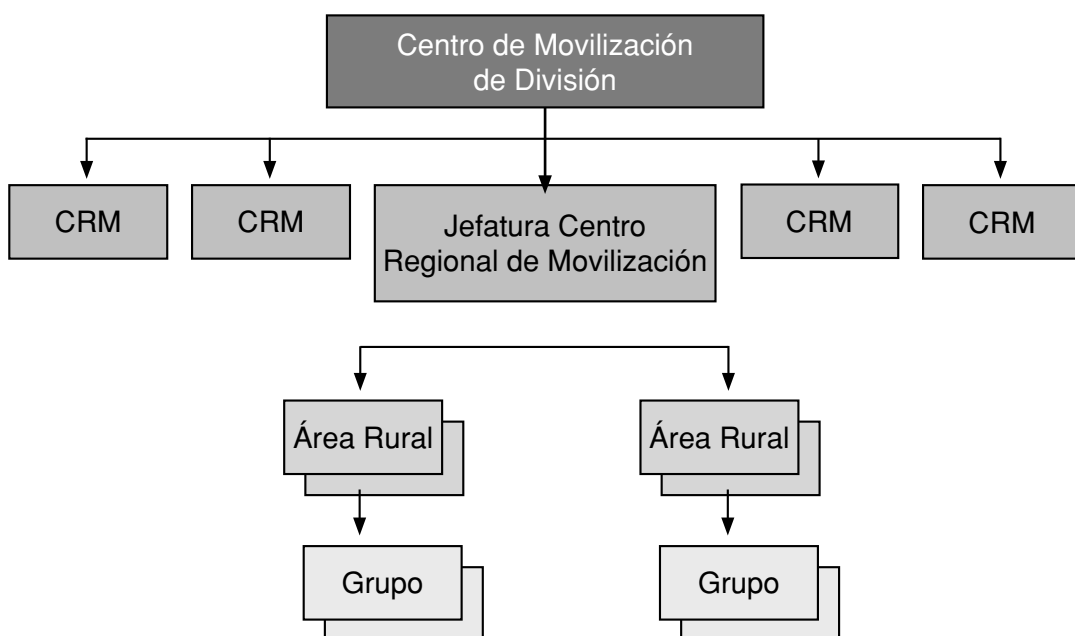 Centro de Movilización
de División
CRM
CRM
Jefatura Centro
Regional de Movilización
CRM
CRM
Área Rural
Área Rural
Grupo
Grupo